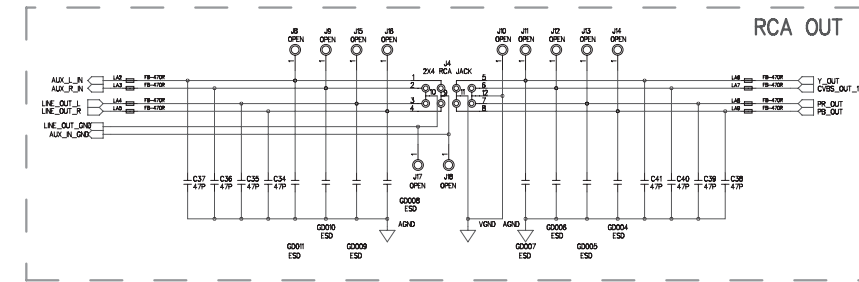 RCA OUT
J8 J9 J15 J16 J10 J11 J12 J13 J14
OPEN OPEN OPEN OPEN OPEN OPEN OPEN OPEN OPEN
J4
2X4 RCA JACK
AUX_L_IN LA2 FB-470R 1 5 LA6 FB-470R Y_OUT
AUX_R_IN LA3 FB-470R 2 6 LA7 FB-470R CVBS_OUT_1
10 9 11 12
LINE_OUT_L LA4 FB-470R 3 7 LA8 FB-470R PR_OUT
LINE_OUT_R LA5 FB-470R 4 8 LA9 FB-470R PB_OUT
LINE_OUT_GND
AUX_IN_GND
J17 J18
OPEN OPEN
C37 C36 C35 C34 C41 C40 C39 C38
47P 47P 47P 47P 47P 47P 47P 47P
GD008
ESD
AGND VGND AGND
GD010 GD006 GD004
ESD ESD ESD
GD011 GD009 GD007 GD005
ESD ESD ESD ESD